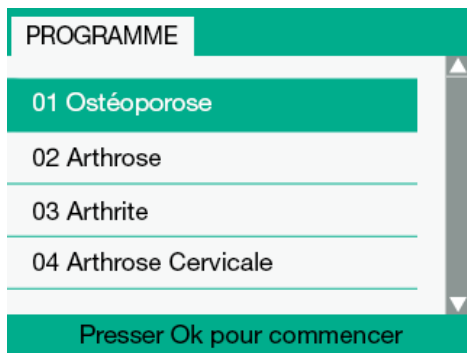 PROGRAMME
01 Ostéoporose
02 Arthrose
03 Arthrite
04 Arthrose Cervicale
Presser Ok pour commencer